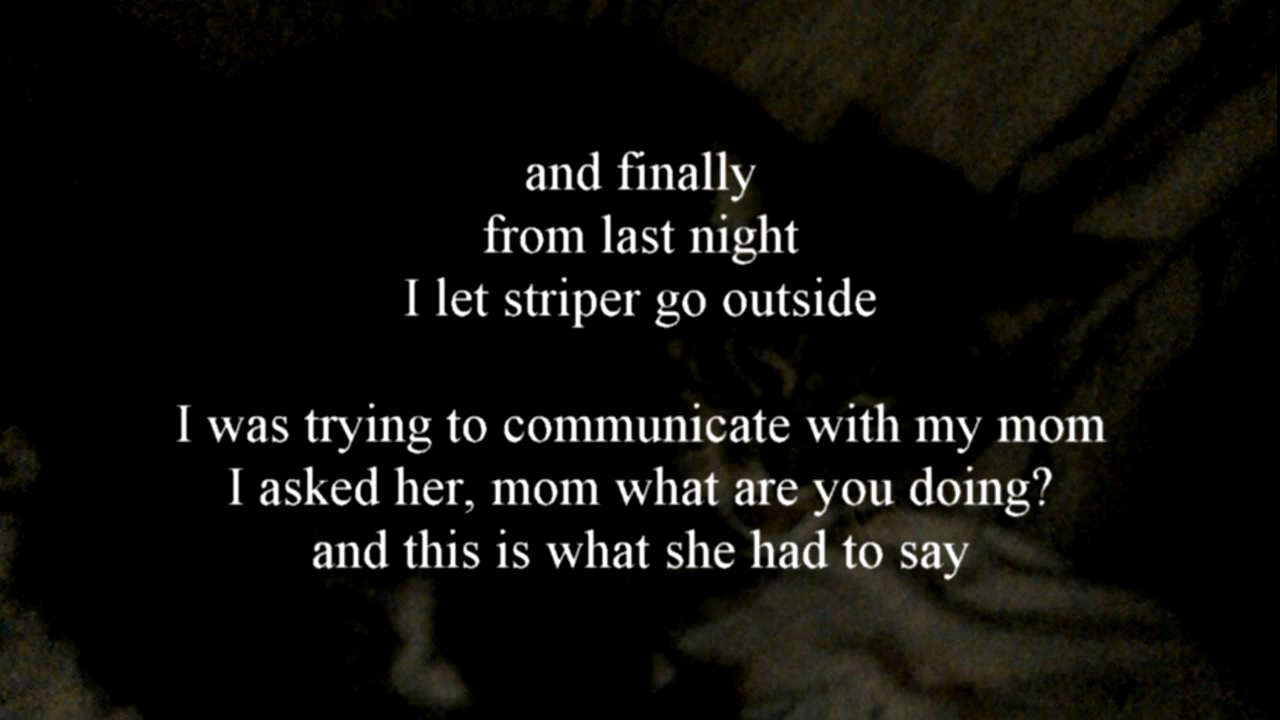 and finally
from last night
I let striper go outside
I was trying to communicate with my mom
I asked her, mom what are you doing?
and this is what she had to say